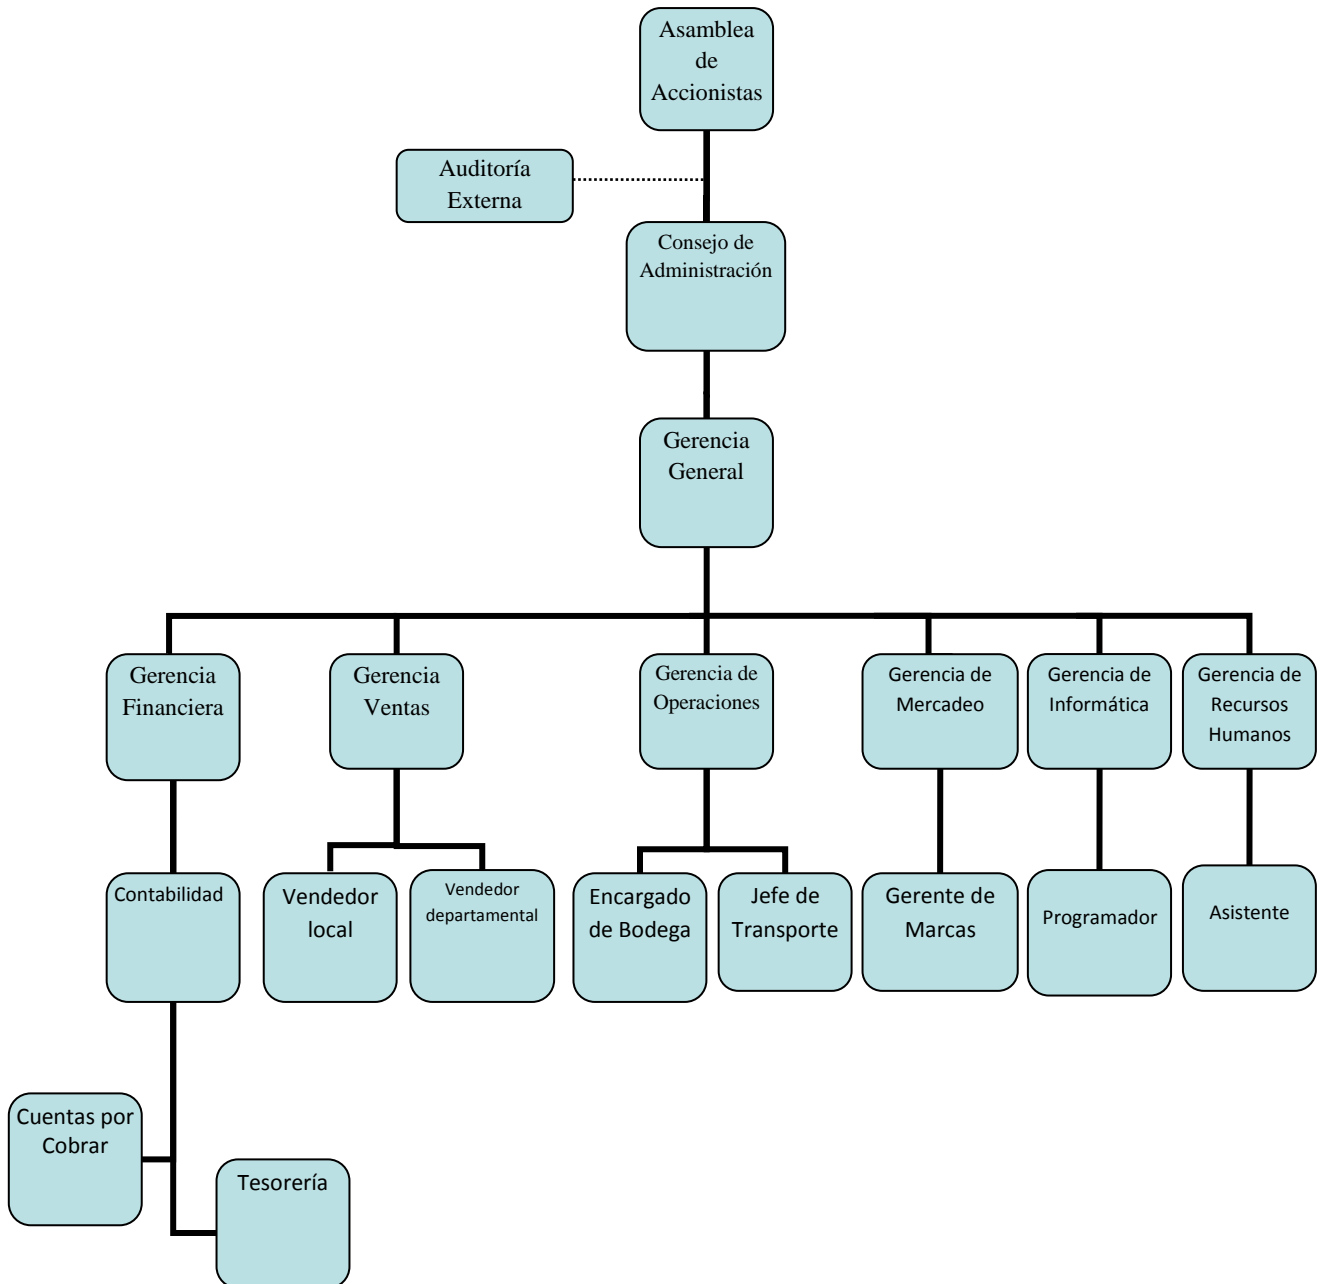 Asamblea
de
Accionistas
Auditoría
Externa
Consejo de
Administración
Gerencia
General
Gerencia
Financiera
Gerencia
Ventas
Gerencia de
Operaciones
Gerencia de
Mercadeo
Gerencia de
Informática
Gerencia de
Recursos
Humanos
Contabilidad
Vendedor
local
Vendedor
departamental
Encargado
de Bodega
Jefe de
Transporte
Gerente de
Marcas
Programador
Asistente
Cuentas por
Cobrar
Tesorería